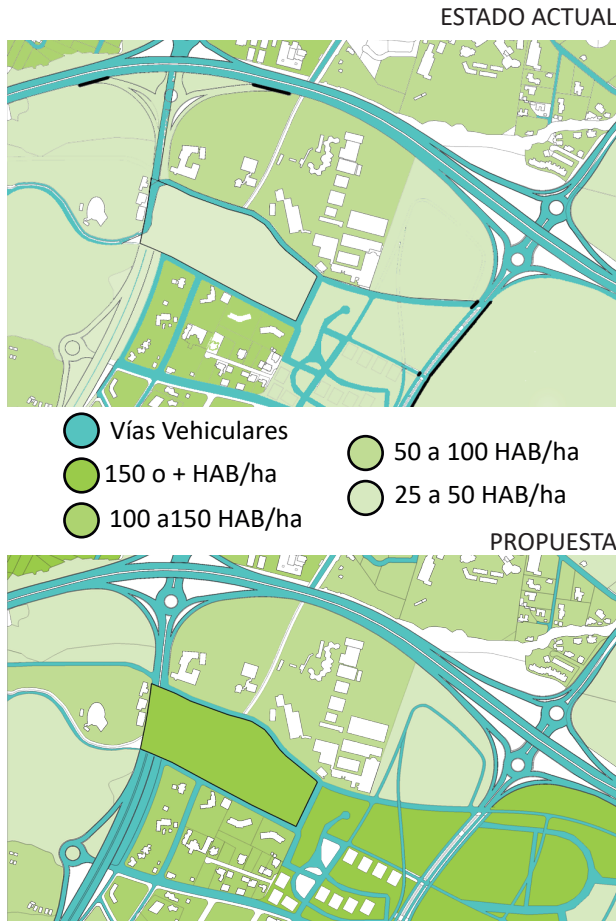 ESTADO ACTUAL
Vías Vehiculares
150 o + HAB/ha
100 a150 HAB/ha
50 a 100 HAB/ha
25 a 50 HAB/ha
PROPUESTA